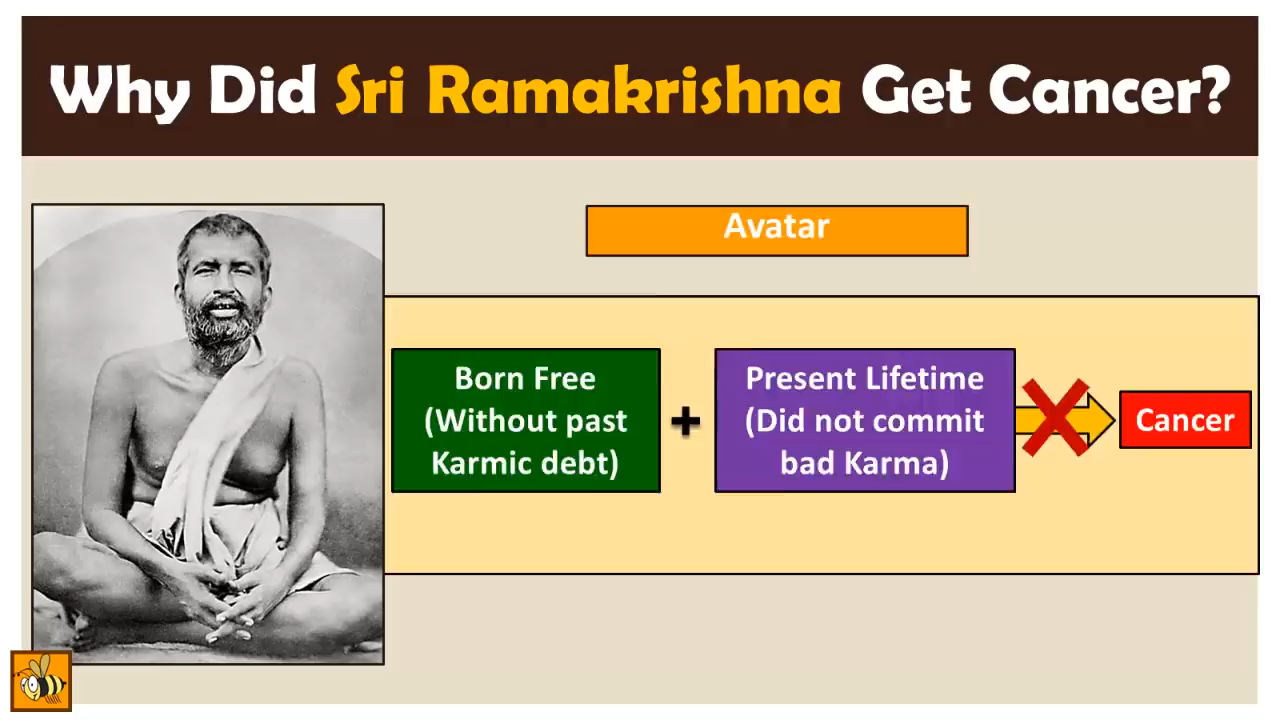 Why Did Sri Ramakrishna Get Cancer?
Avatar
Born Free
(Without past
Karmic debt)
+
Present Lifetime
(Did not commit
bad Karma)
Cancer